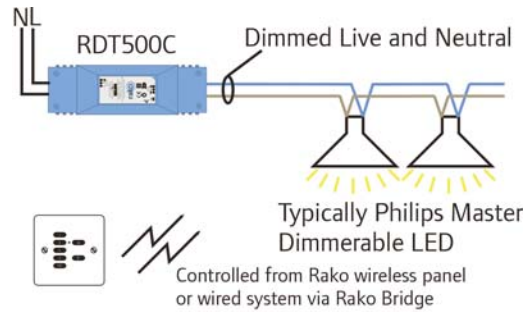 NL
RDT500C
Dimmed Live and Neutral
Typically Philips Master
Dimmerable LED
Controlled from Rako wireless panel
or wired system via Rako Bridge